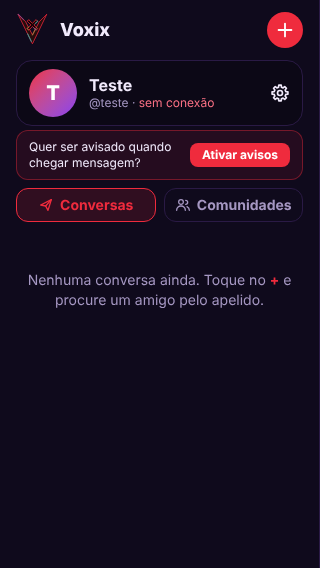 Voxix
T
Teste
@teste · sem conexão
Quer ser avisado quando
chegar mensagem?
Ativar avisos
Conversas
Comunidades
Nenhuma conversa ainda. Toque no + e
procure um amigo pelo apelido.